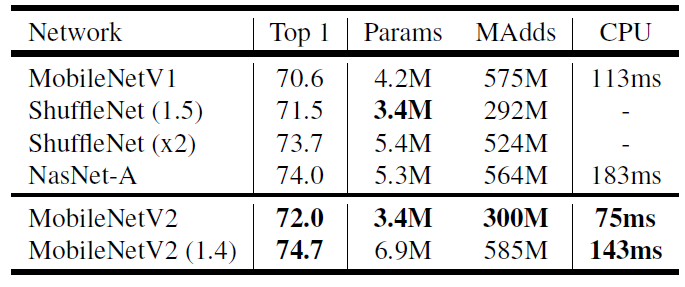 Network Top 1 Params MAdds CPU
MobileNetV1 70.6 4.2M 575M 113ms
ShuffleNet (1.5) 71.5 3.4M 292M -
ShuffleNet (x2) 73.7 5.4M 524M -
NasNet-A 74.0 5.3M 564M 183ms
MobileNetV2 72.0 3.4M 300M 75ms
MobileNetV2 (1.4) 74.7 6.9M 585M 143ms